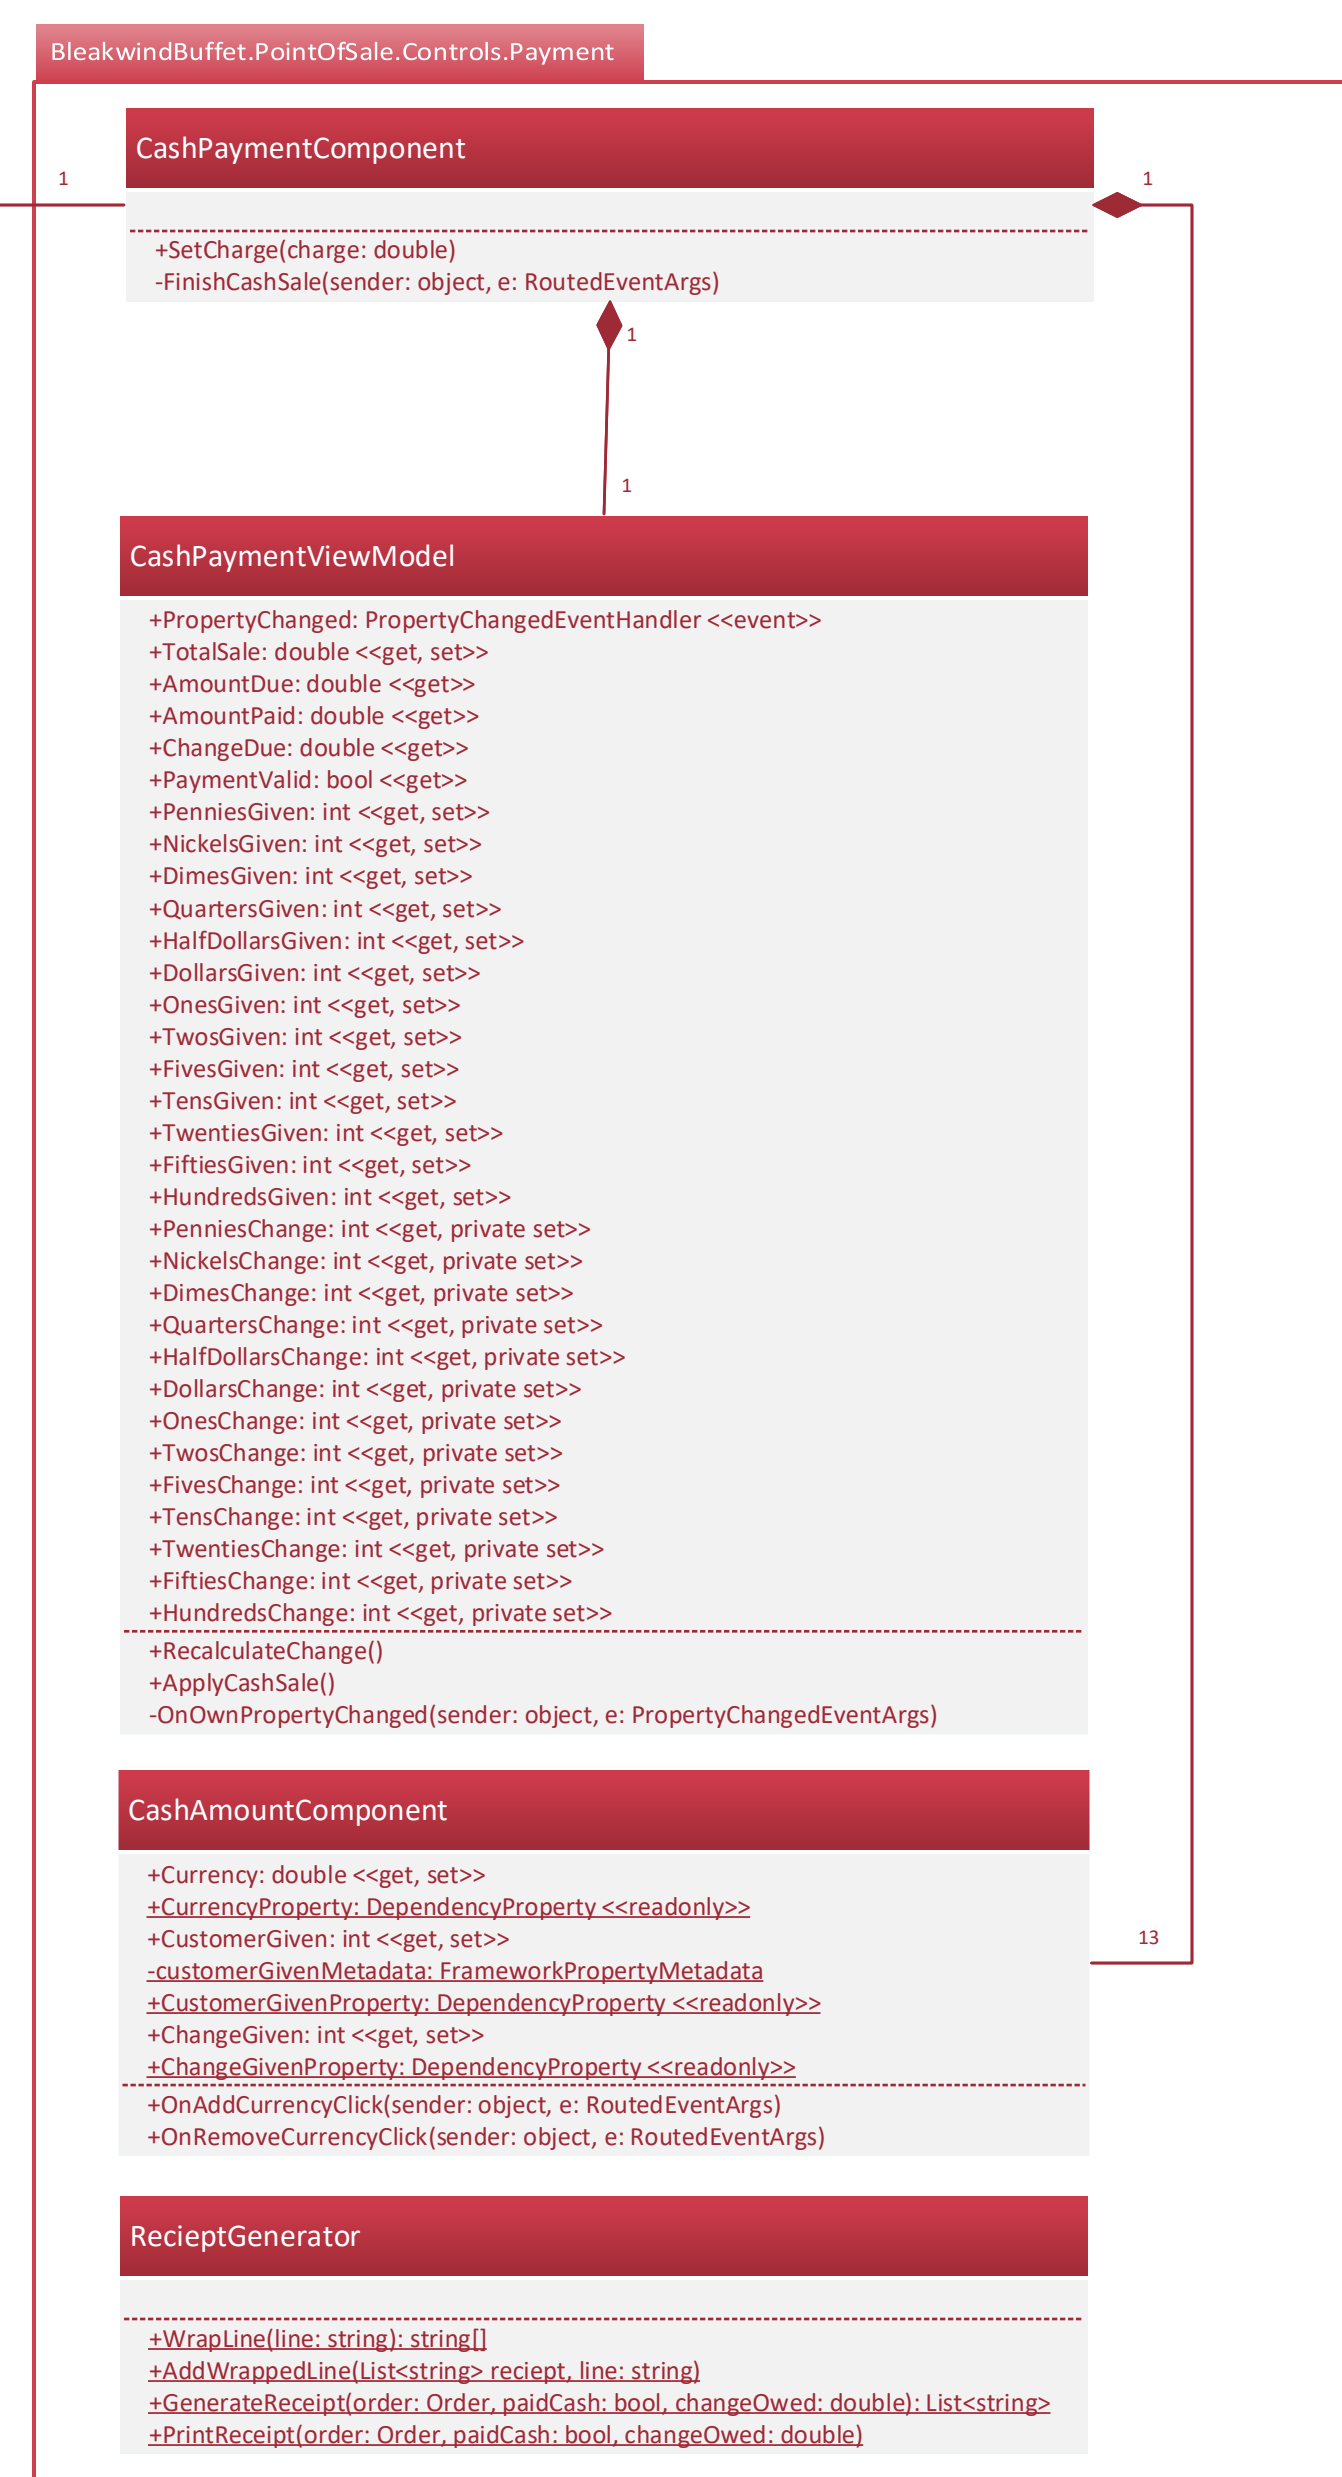 BleakwindBuffet.PointOfSale.Controls.Payment
CashPaymentComponent
1
1
+SetCharge(charge: double)
-FinishCashSale(sender: object, e: RoutedEventArgs)
1
1
CashPaymentViewModel
+PropertyChanged: PropertyChangedEventHandler <<event>>
+TotalSale: double <<get, set>>
+AmountDue: double <<get>>
+AmountPaid: double <<get>>
+ChangeDue: double <<get>>
+PaymentValid: bool <<get>>
+PenniesGiven: int <<get, set>>
+NickelsGiven: int <<get, set>>
+DimesGiven: int <<get, set>>
+QuartersGiven: int <<get, set>>
+HalfDollarsGiven: int <<get, set>>
+DollarsGiven: int <<get, set>>
+OnesGiven: int <<get, set>>
+TwosGiven: int <<get, set>>
+FivesGiven: int <<get, set>>
+TensGiven: int <<get, set>>
+TwentiesGiven: int <<get, set>>
+FiftiesGiven: int <<get, set>>
+HundredsGiven: int <<get, set>>
+PenniesChange: int <<get, private set>>
+NickelsChange: int <<get, private set>>
+DimesChange: int <<get, private set>>
+QuartersChange: int <<get, private set>>
+HalfDollarsChange: int <<get, private set>>
+DollarsChange: int <<get, private set>>
+OnesChange: int <<get, private set>>
+TwosChange: int <<get, private set>>
+FivesChange: int <<get, private set>>
+TensChange: int <<get, private set>>
+TwentiesChange: int <<get, private set>>
+FiftiesChange: int <<get, private set>>
+HundredsChange: int <<get, private set>>
+RecalculateChange()
+ApplyCashSale()
-OnOwnPropertyChanged(sender: object, e: PropertyChangedEventArgs)
CashAmountComponent
+Currency: double <<get, set>>
+CurrencyProperty: DependencyProperty <<readonly>>
+CustomerGiven: int <<get, set>>
13
-customerGivenMetadata: FrameworkPropertyMetadata
+CustomerGivenProperty: DependencyProperty <<readonly>>
+ChangeGiven: int <<get, set>>
+ChangeGivenProperty: DependencyProperty <<readonly>>
+OnAddCurrencyClick(sender: object, e: RoutedEventArgs)
+OnRemoveCurrencyClick(sender: object, e: RoutedEventArgs)
RecieptGenerator
+WrapLine(line: string): string[]
+AddWrappedLine(List<string> reciept, line: string)
+GenerateReceipt(order: Order, paidCash: bool, changeOwed: double): List<string>
+PrintReceipt(order: Order, paidCash: bool, changeOwed: double)